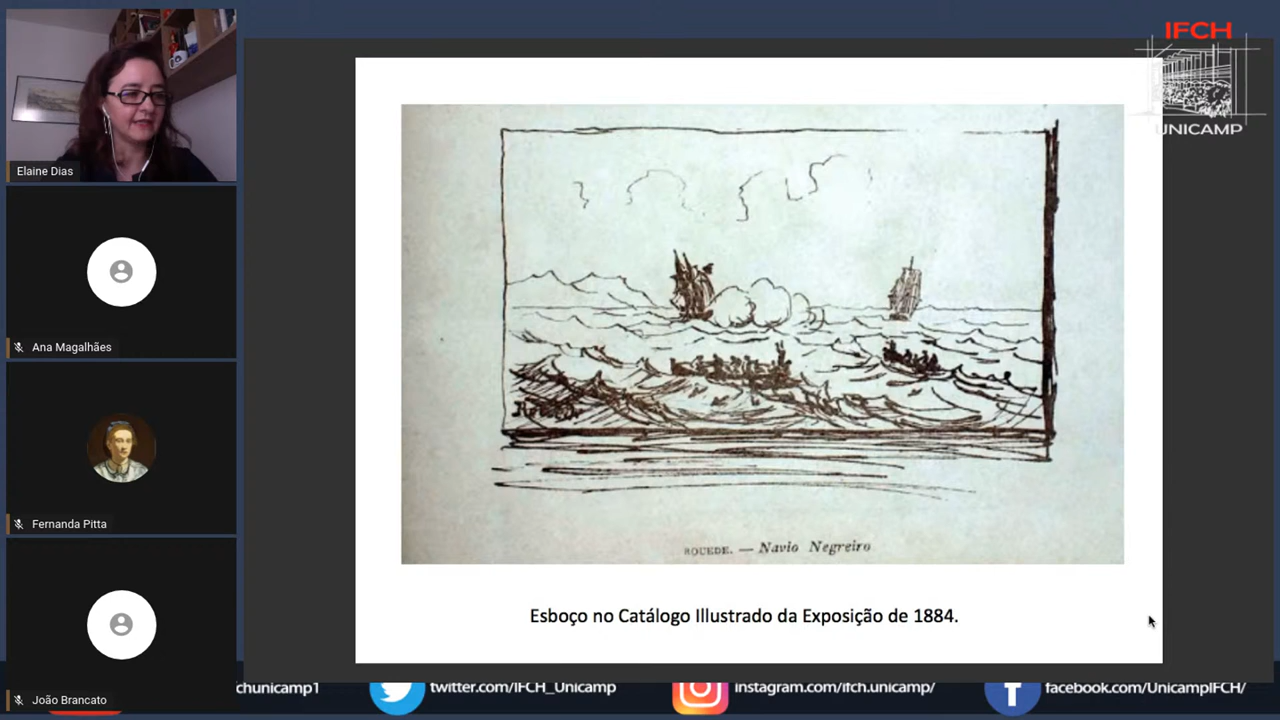 IFCH
UNICAMP
Elaine Dias
Ana Magalhães
Fernanda Pitta
João Brancato
ROUEDE. — Navio Negreiro
Esboço no Catálogo Illustrado da Exposição de 1884.
chunicamp1
twitter.com/IFCH_Unicamp
instagram.com/ifch.unicamp/
facebook.com/UnicampIFCH/